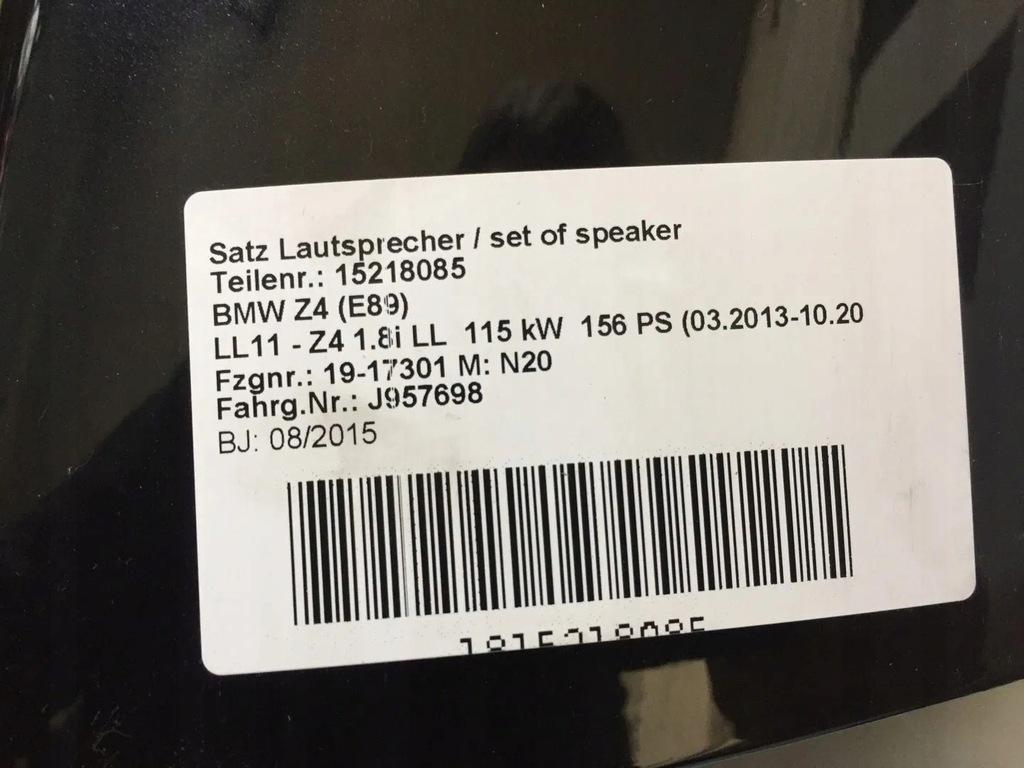 Satz Lautsprecher / set of speaker
Teilenr.: 15218085
BMW Z4 (E89)
LL11 - Z4 1.8i LL 115 kW 156 PS (03.2013-10.20
Fzgnr.: 19-17301 M: N20
Fahrg.Nr.: J957698
BJ: 08/2015
1815218085